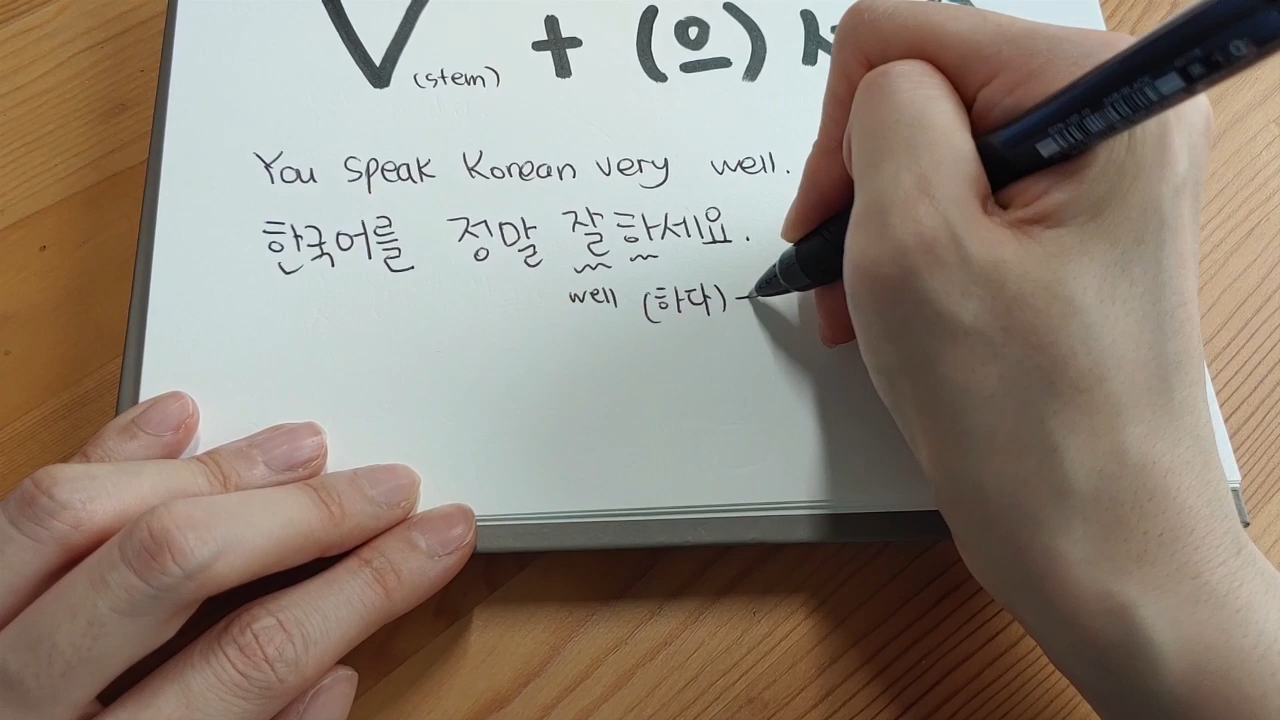 V (stem) + (으)
You speak Korean very well.
한국어를 정말 잘하세요.
well (하다)